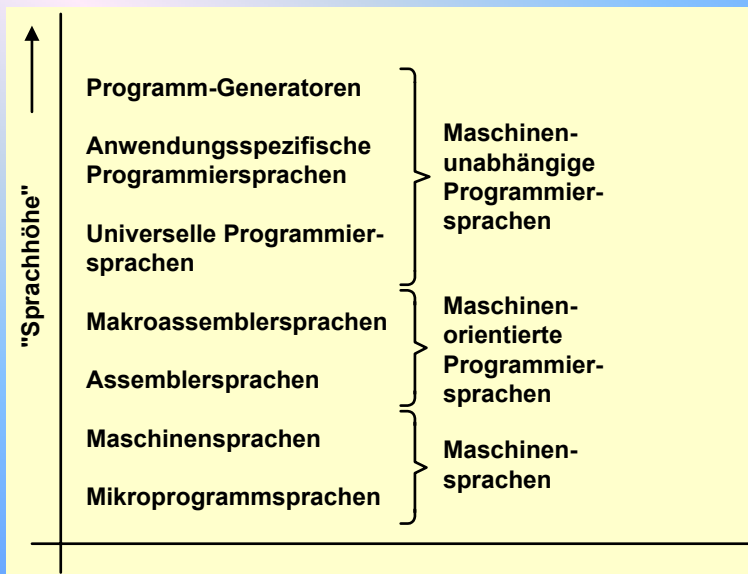 "Sprachhöhe"
Programm-Generatoren
Anwendungsspezifische
Programmiersprachen
Universelle Programmier-
sprachen
Maschinen-
unabhängige
Programmier-
sprachen
Makroassemblersprachen
Assemblersprachen
Maschinen-
orientierte
Programmier-
sprachen
Maschinensprachen
Mikroprogrammsprachen
Maschinen-
sprachen